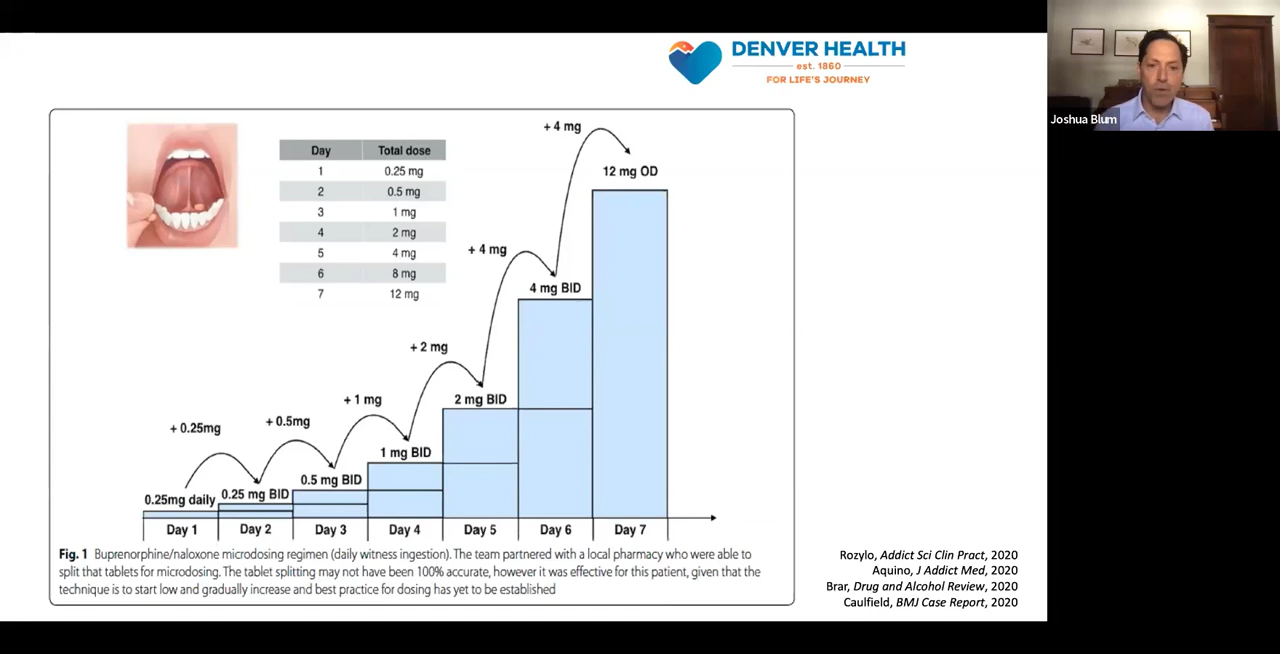 DENVER HEALTH
est. 1860
FOR LIFE'S JOURNEY
Joshua Blum
Day Total dose
1 0.25 mg
2 0.5 mg
3 1 mg
4 2 mg
5 4 mg
6 8 mg
7 12 mg
+ 4 mg
12 mg OD
+ 4 mg
4 mg BID
+ 2 mg
2 mg BID
+ 1 mg
1 mg BID
+ 0.5mg
0.5 mg BID
+ 0.25mg
0.25 mg BID
0.25mg daily
Day 1 Day 2 Day 3 Day 4 Day 5 Day 6 Day 7
Fig. 1 Buprenorphine/naloxone microdosing regimen (daily witness ingestion). The team partnered with a local pharmacy who were able to
split that tablets for microdosing. The tablet splitting may not have been 100% accurate, however it was effective for this patient, given that the
technique is to start low and gradually increase and best practice for dosing has yet to be established
Rozylo, Addict Sci Clin Pract, 2020
Aquino, J Addict Med, 2020
Brar, Drug and Alcohol Review, 2020
Caulfield, BMJ Case Report, 2020